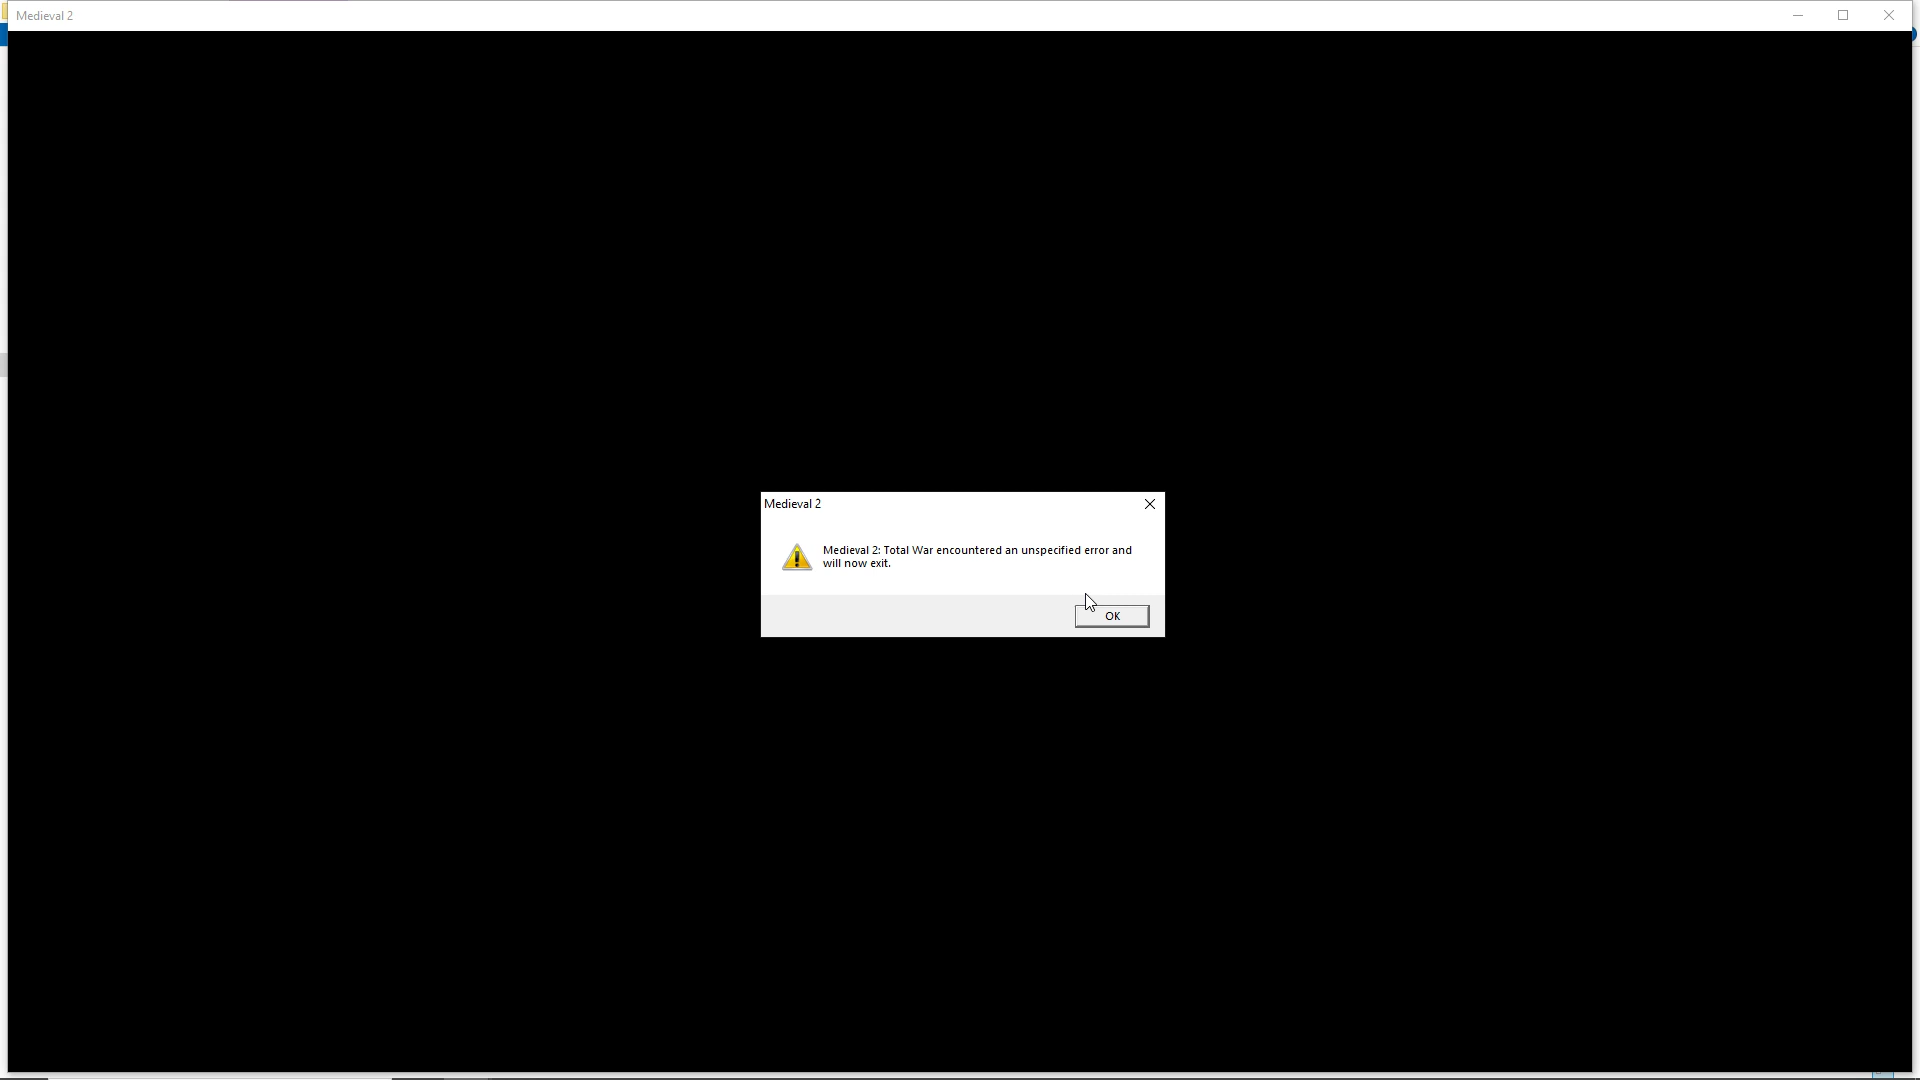 Medieval 2
Medieval 2
Medieval 2: Total War encountered an unspecified error and
will now exit.
OK